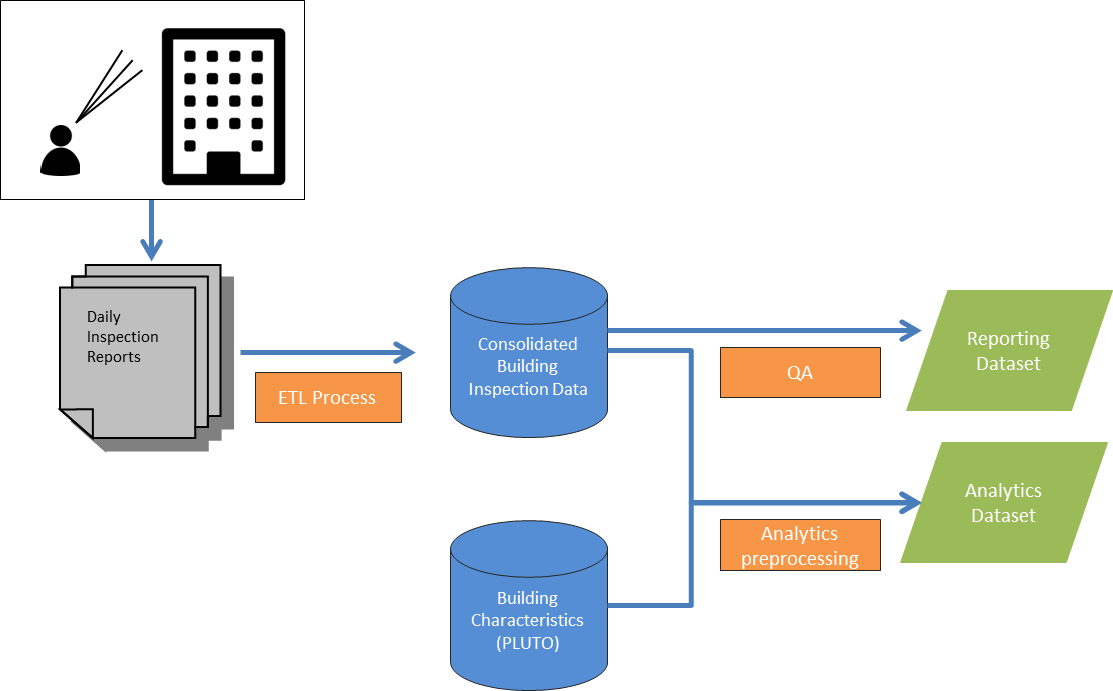 Daily
Inspection
Reports
ETL Process
Consolidated
Building
Inspection Data
QA
Reporting
Dataset
Analytics
Dataset
Analytics
preprocessing
Building
Characteristics
(PLUTO)